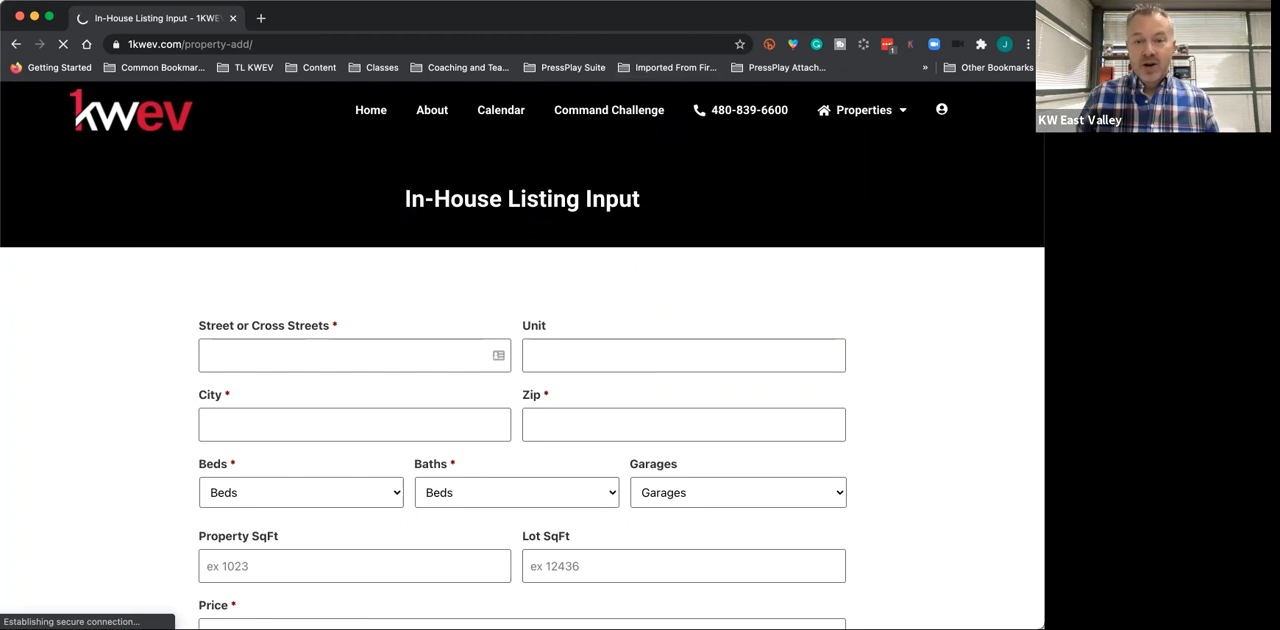 In-House Listing Input - 1KWEV
1kwev.com/property-add/
1
J
Getting Started
Common Bookmar...
TL KWEV
Content
Classes
Coaching and Tea...
PressPlay Suite
Imported From Fir...
PressPlay Attach...
»
Other Bookmarks
1kwev
Home
About
Calendar
Command Challenge
480-839-6600
Properties
KW East Valley
In-House Listing Input
Street or Cross Streets *
Unit
City *
Zip *
Beds *
Baths *
Garages
Beds
Beds
Garages
Property SqFt
Lot SqFt
ex 1023
ex 12436
Price *
Establishing secure connection...